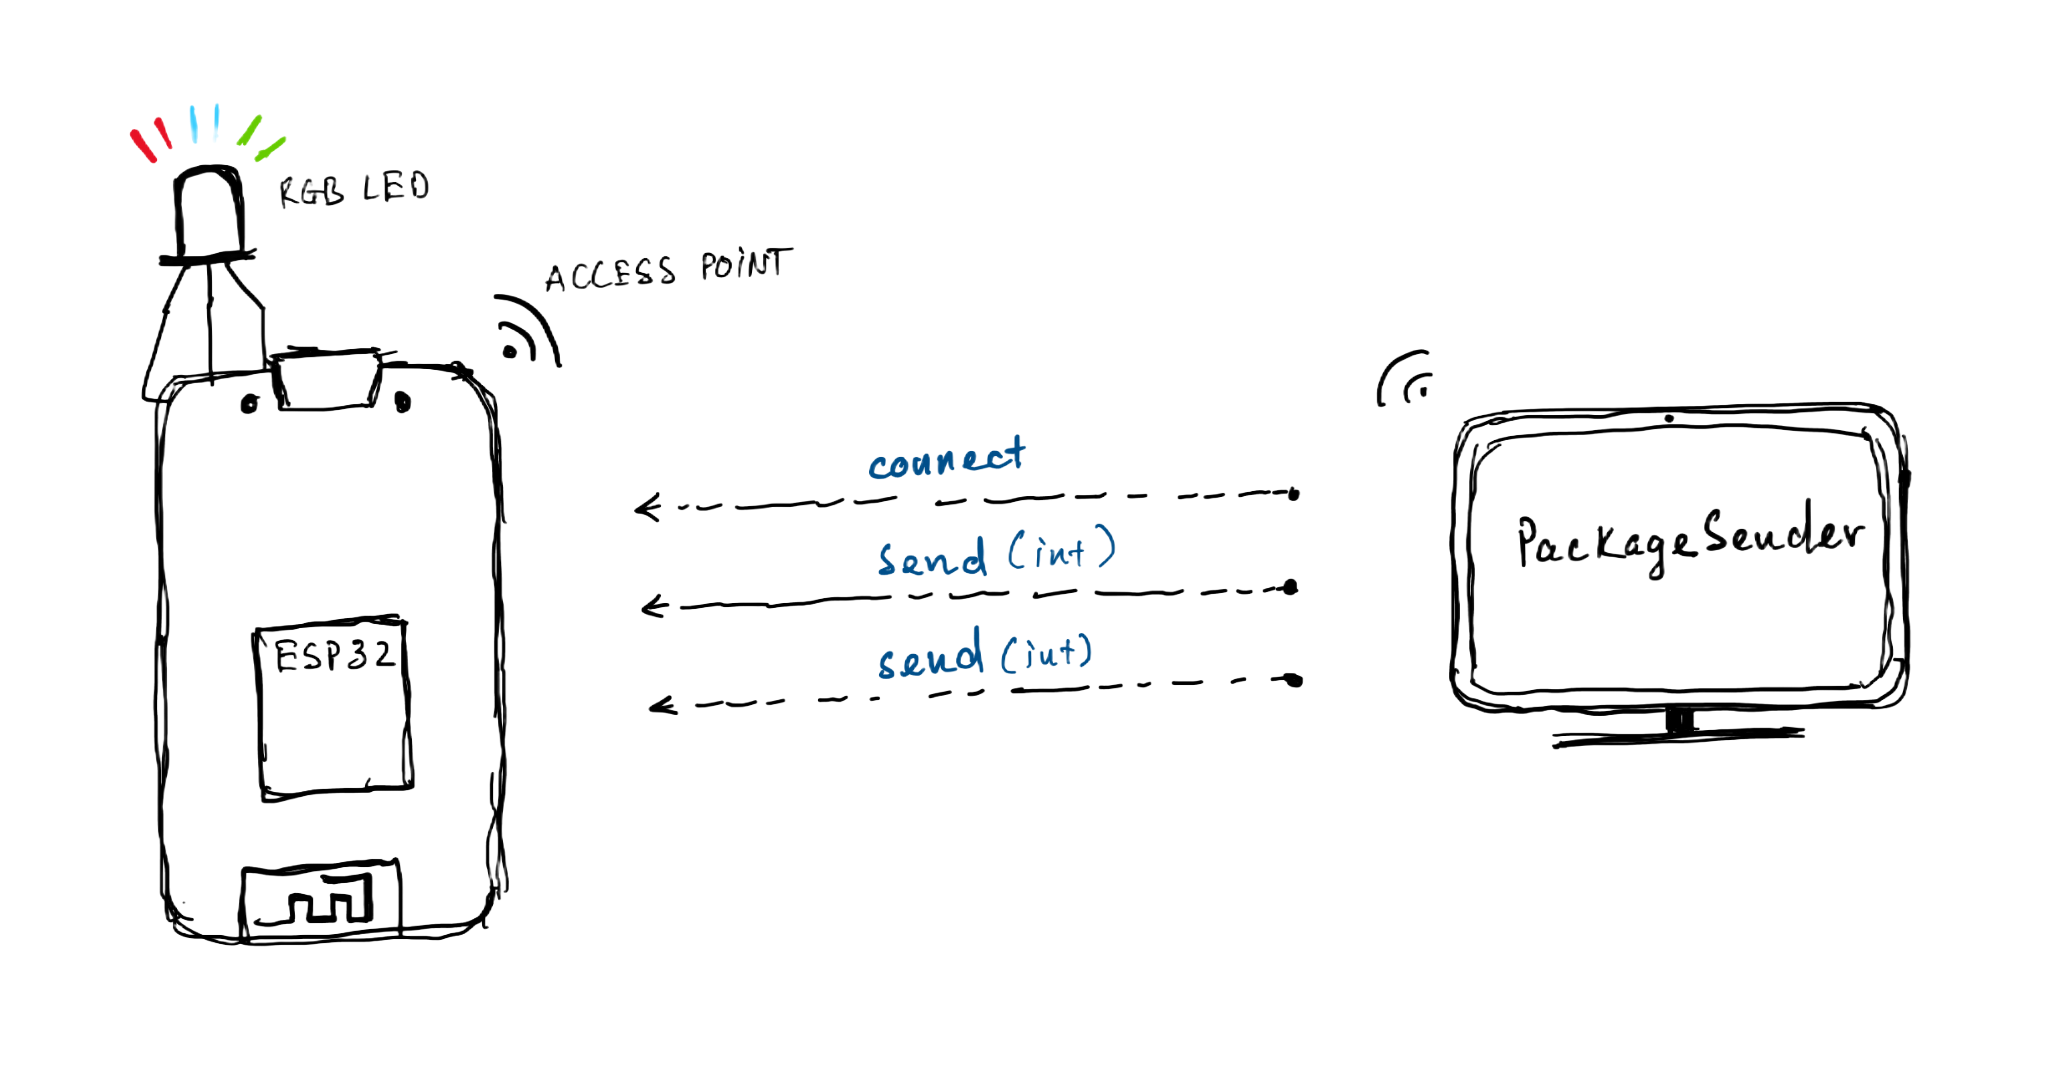 RGB LED
ACCESS POINT
connect
send (int)
PackageSender
send (int)
ESP32